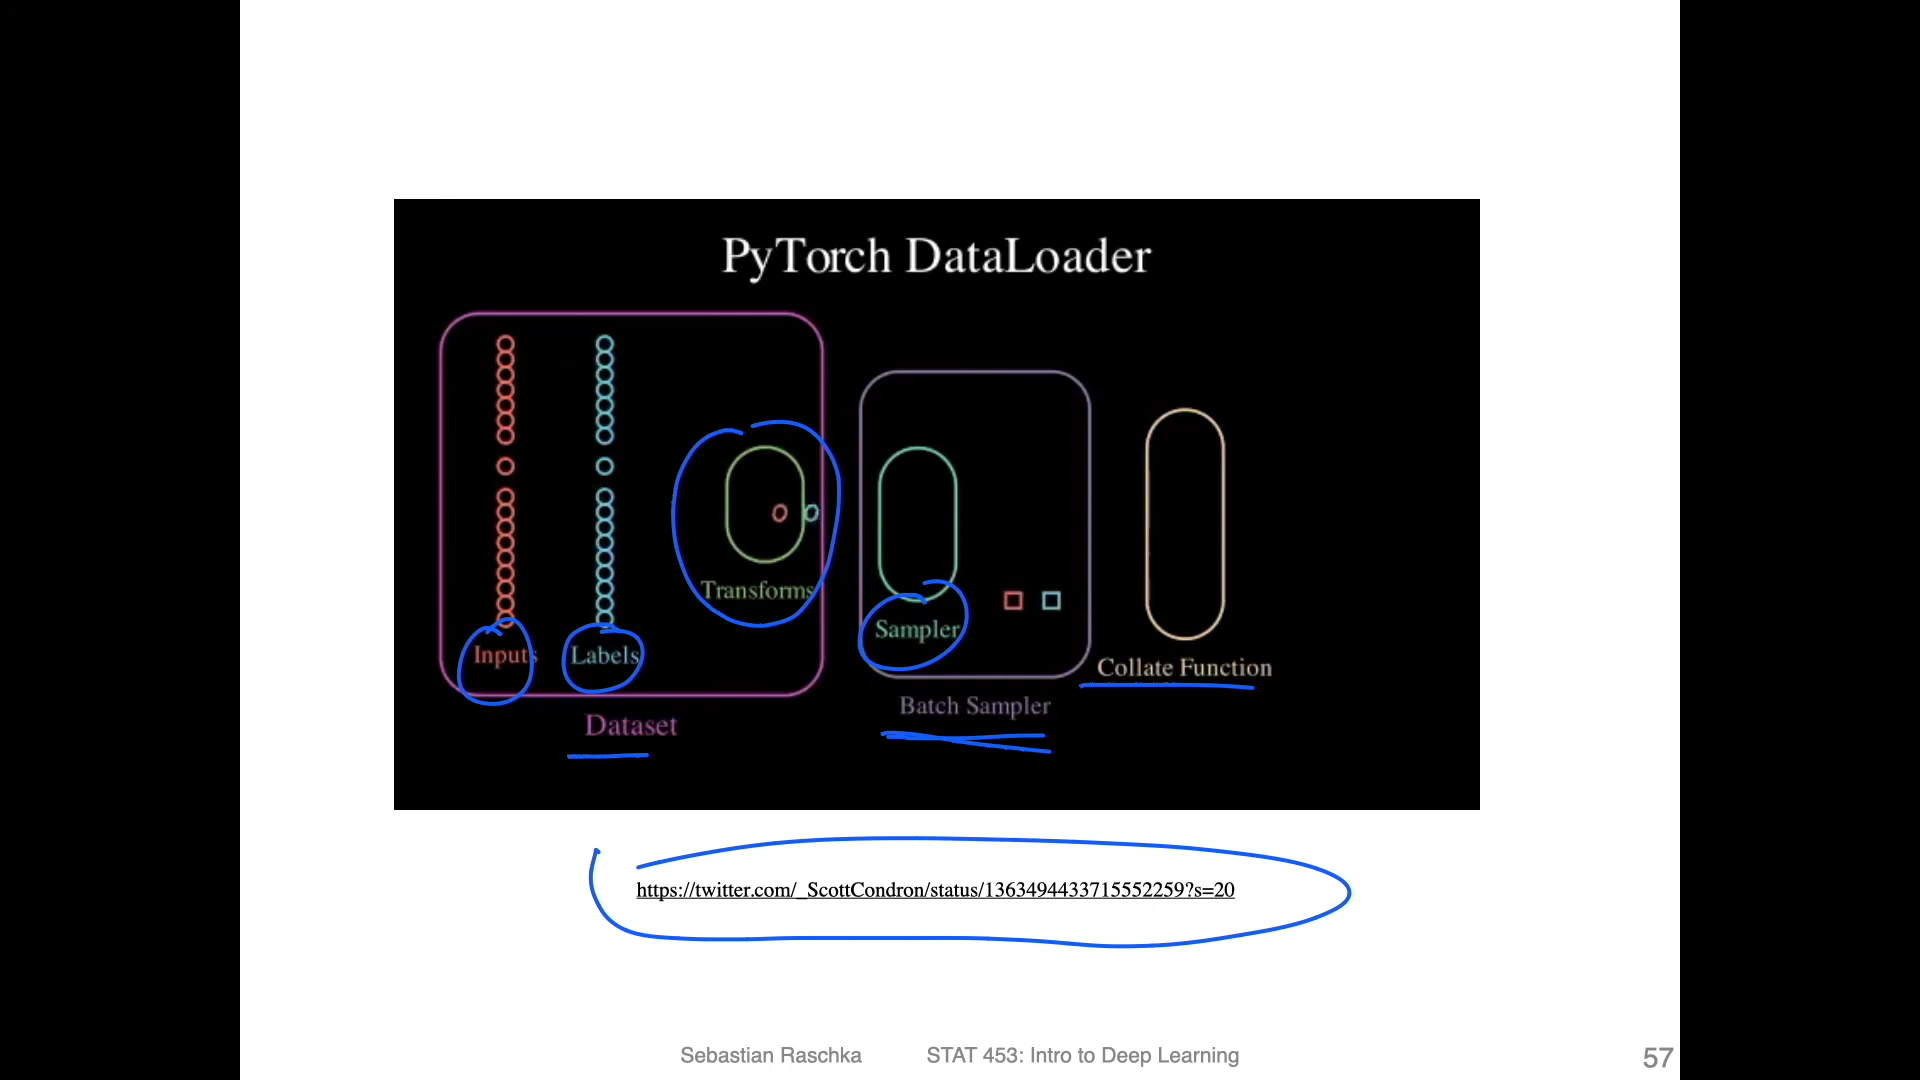 PyTorch DataLoader
Transforms
Sampler
Inputs
Labels
Collate Function
Batch Sampler
Dataset
https://twitter.com/_ScottCondron/status/1363494433715552259?s=20
Sebastian Raschka STAT 453: Intro to Deep Learning 57